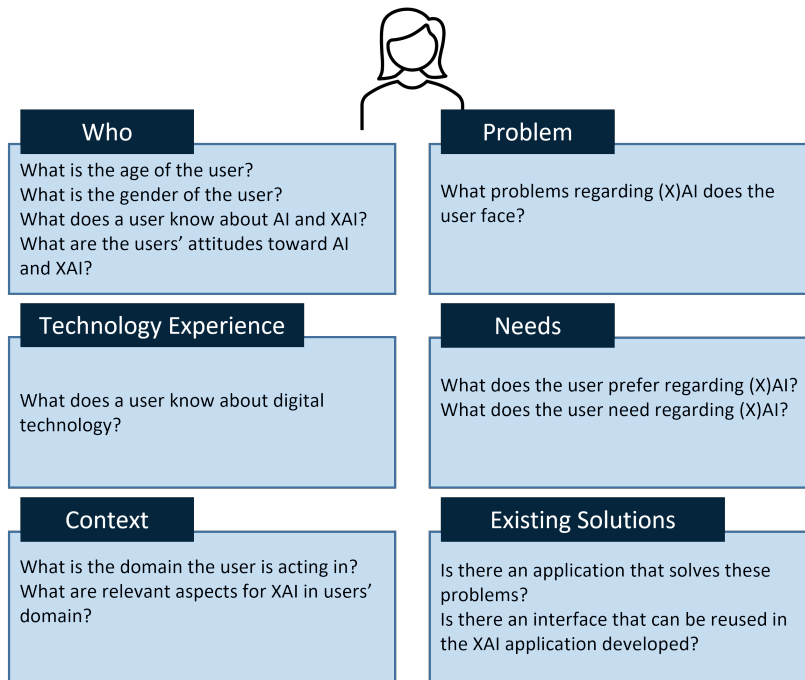 Who
What is the age of the user?
What is the gender of the user?
What does a user know about AI and XAI?
What are the users’ attitudes toward AI
and XAI?
Problem
What problems regarding (X)AI does the
user face?
Technology Experience
What does a user know about digital
technology?
Needs
What does the user prefer regarding (X)AI?
What does the user need regarding (X)AI?
Context
What is the domain the user is acting in?
What are relevant aspects for XAI in users’
domain?
Existing Solutions
Is there an application that solves these
problems?
Is there an interface that can be reused in
the XAI application developed?